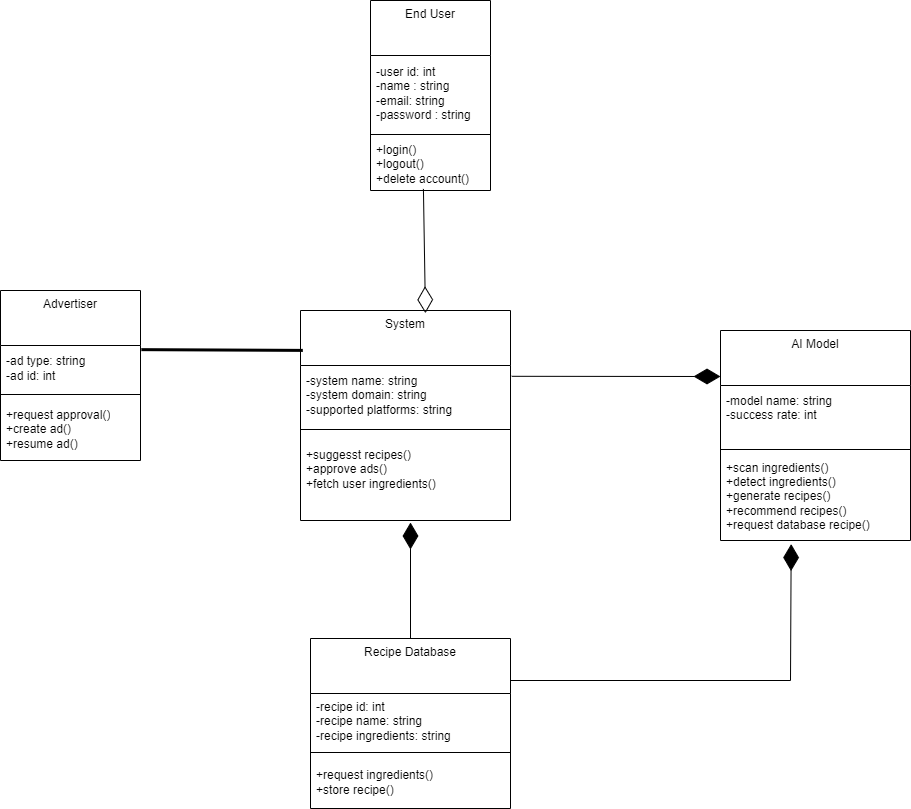 End User
-user id: int
-name : string
-email: string
-password : string
+login()
+logout()
+delete account()
Advertiser
-ad type: string
-ad id: int
+request approval()
+create ad()
+resume ad()
System
-system name: string
-system domain: string
-supported platforms: string
+suggesst recipes()
+approve ads()
+fetch user ingredients()
AI Model
-model name: string
-success rate: int
+scan ingredients()
+detect ingredients()
+generate recipes()
+recommend recipes()
+request database recipe()
Recipe Database
-recipe id: int
-recipe name: string
-recipe ingredients: string
+request ingredients()
+store recipe()